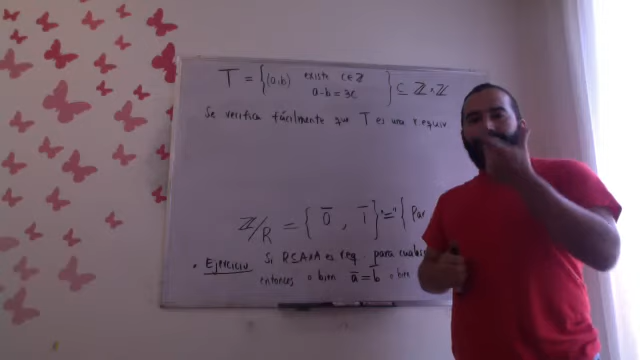 T = { (a,b) existe c∈ℤ } ⊆ ℤ×ℤ
a-b = 3c
Se verifica fácilmente que T es una r. equiv
ℤ/R = { 0̅ , 1̅ } "=" { Par
• Ejercicio Si R⊆A×A es r eq. para cuales
entonces o bien a̅ = b̅ o bien